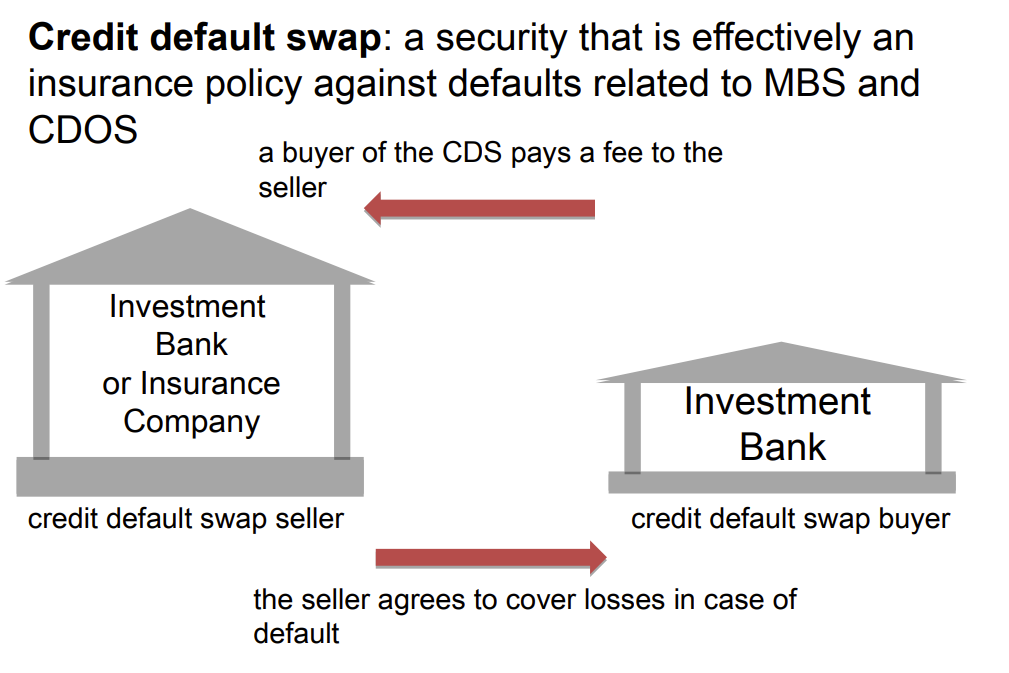 Credit default swap: a security that is effectively an
insurance policy against defaults related to MBS and
CDOS
a buyer of the CDS pays a fee to the
seller
Investment
Bank
or Insurance
Company
credit default swap seller
Investment
Bank
credit default swap buyer
the seller agrees to cover losses in case of
default